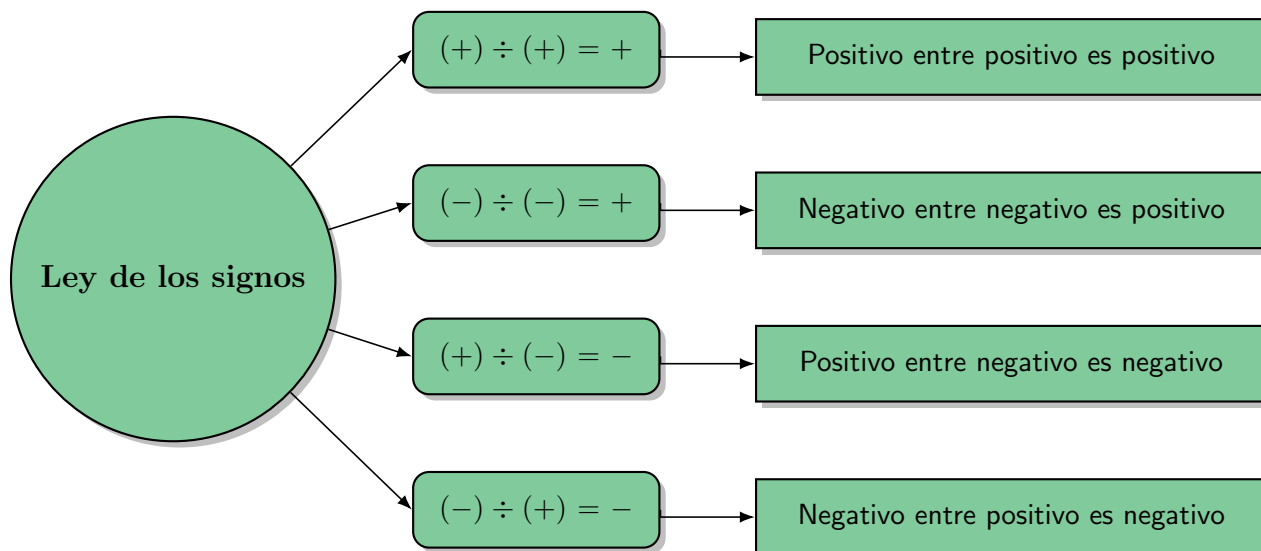 (+) ÷ (+) = +
Positivo entre positivo es positivo
(−) ÷ (−) = +
Negativo entre negativo es positivo
Ley de los signos
(+) ÷ (−) = −
Positivo entre negativo es negativo
(−) ÷ (+) = −
Negativo entre positivo es negativo